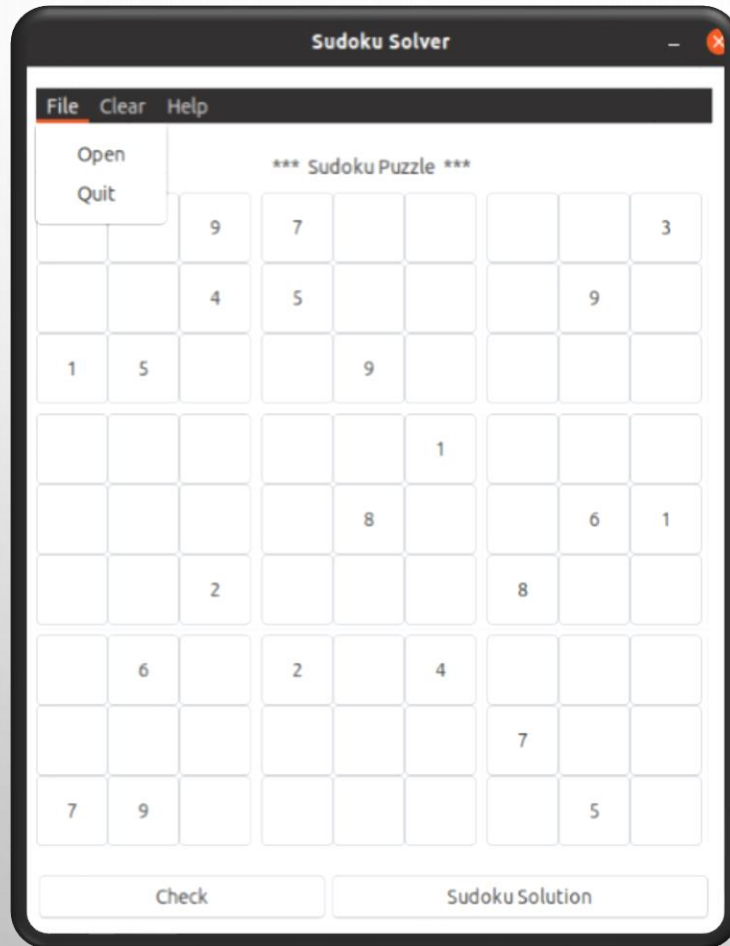 Sudoku Solver
File Clear Help
Open
Quit
*** Sudoku Puzzle ***
9 7 3
4 5 9
1 5 9
1
8 6 1
2 8
6 2 4
7
7 9 5
Check Sudoku Solution